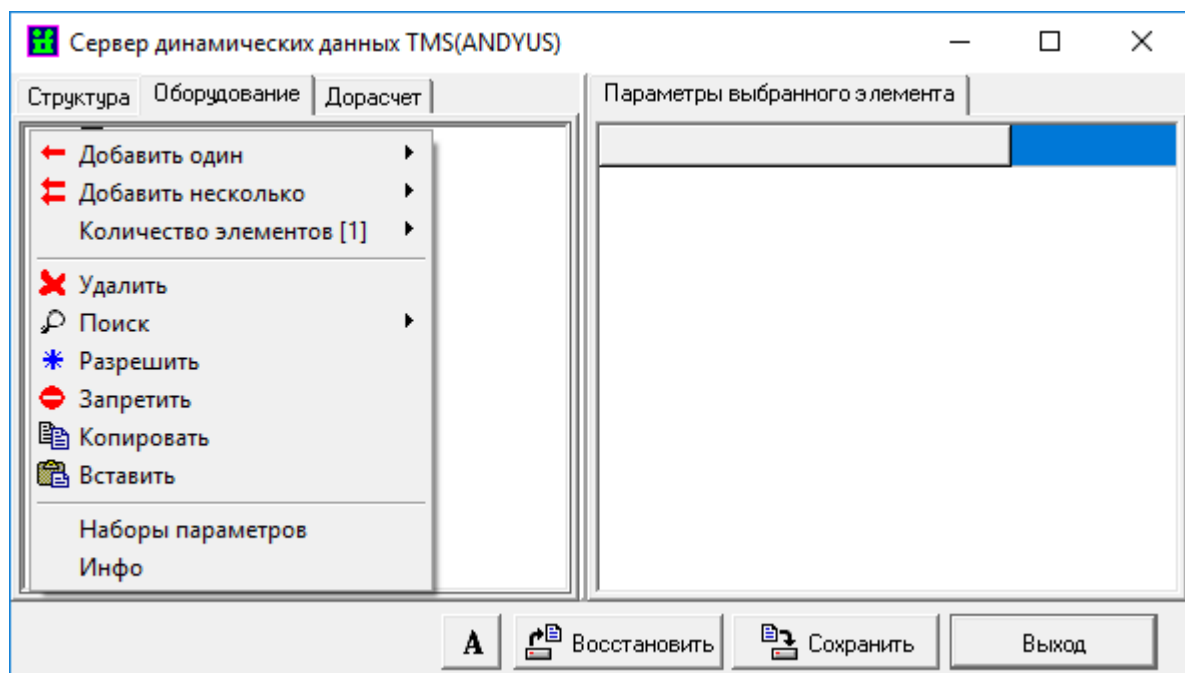 Сервер динамических данных TMS(ANDYUS)
Структура Оборудование Дорасчет
Параметры выбранного элемента
Добавить один
Добавить несколько
Количество элементов [1]
Удалить
Поиск
Разрешить
Запретить
Копировать
Вставить
Наборы параметров
Инфо
A Восстановить Сохранить Выход